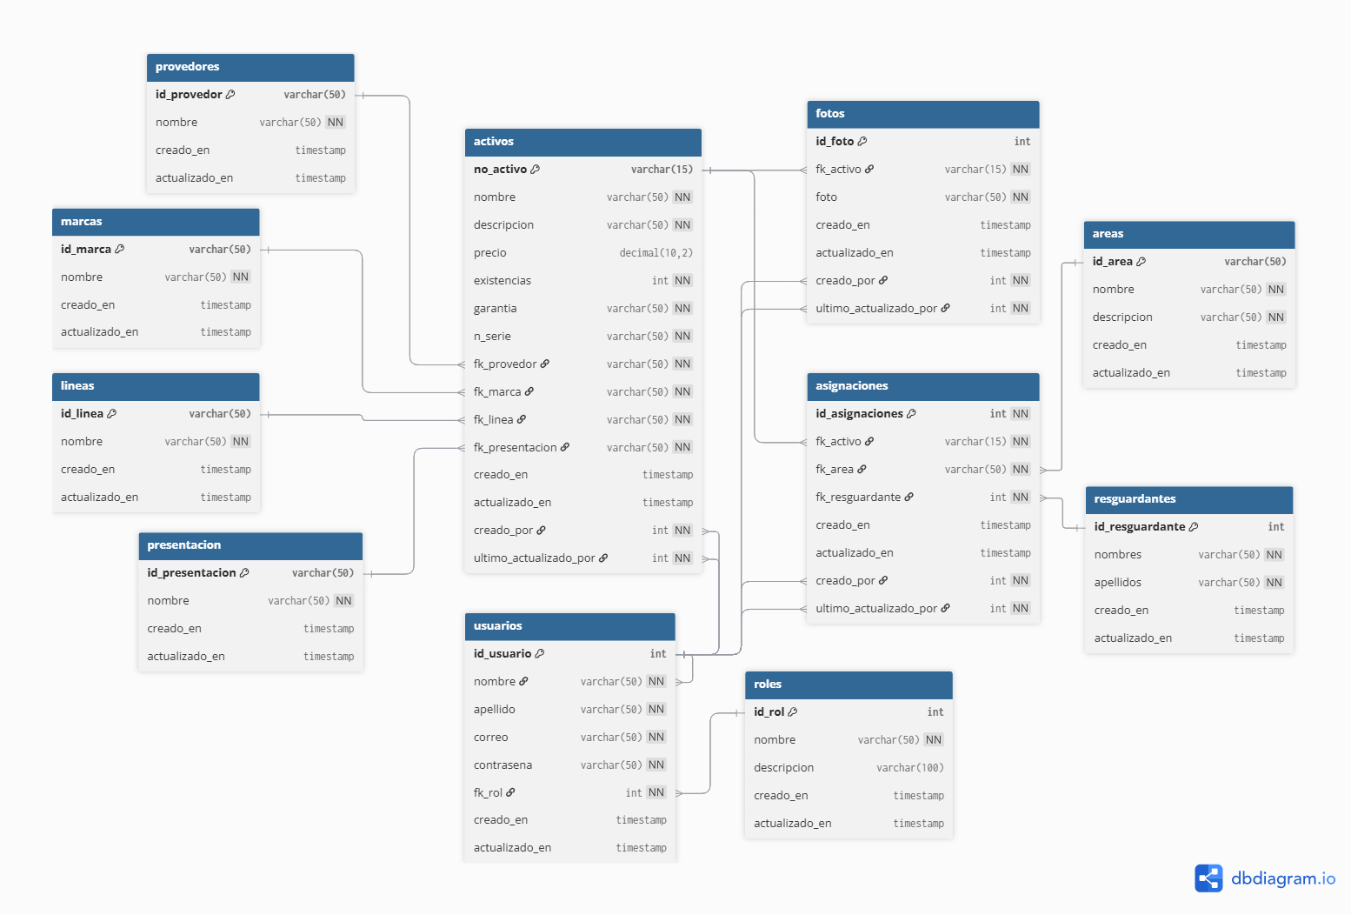 provedores
id_provedor varchar(50)
nombre varchar(50) NN
creado_en timestamp
actualizado_en timestamp
marcas
id_marca varchar(50)
nombre varchar(50) NN
creado_en timestamp
actualizado_en timestamp
lineas
id_linea varchar(50)
nombre varchar(50) NN
creado_en timestamp
actualizado_en timestamp
presentacion
id_presentacion varchar(50)
nombre varchar(50) NN
creado_en timestamp
actualizado_en timestamp
activos
no_activo varchar(15)
nombre varchar(50) NN
descripcion varchar(50) NN
precio decimal(10,2)
existencias int NN
garantia varchar(50) NN
n_serie varchar(50) NN
fk_provedor varchar(50) NN
fk_marca varchar(50) NN
fk_linea varchar(50) NN
fk_presentacion varchar(50) NN
creado_en timestamp
actualizado_en timestamp
creado_por int NN
ultimo_actualizado_por int NN
usuarios
id_usuario int
nombre varchar(50) NN
apellido varchar(50) NN
correo varchar(50) NN
contrasena varchar(50) NN
fk_rol int NN
creado_en timestamp
actualizado_en timestamp
fotos
id_foto int
fk_activo varchar(15) NN
foto varchar(50) NN
creado_en timestamp
actualizado_en timestamp
creado_por int NN
ultimo_actualizado_por int NN
asignaciones
id_asignaciones int NN
fk_activo varchar(15) NN
fk_area varchar(50) NN
fk_resguardante int NN
creado_en timestamp
actualizado_en timestamp
creado_por int NN
ultimo_actualizado_por int NN
roles
id_rol int
nombre varchar(50) NN
descripcion varchar(100)
creado_en timestamp
actualizado_en timestamp
areas
id_area varchar(50)
nombre varchar(50) NN
descripcion varchar(50) NN
creado_en timestamp
actualizado_en timestamp
resguardantes
id_resguardante int
nombres varchar(50) NN
apellidos varchar(50) NN
creado_en timestamp
actualizado_en timestamp
dbdiagram.io